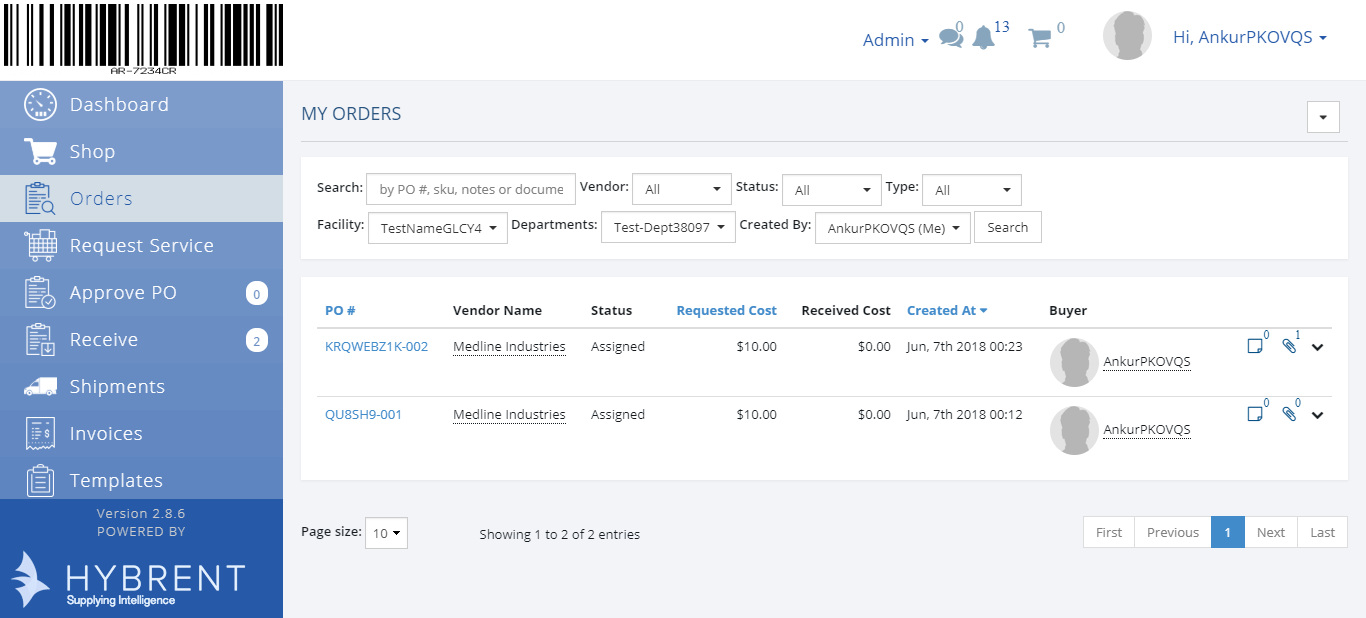 AR-7234CR
Admin 0 13 0 Hi, AnkurPKOVQS
Dashboard
Shop
Orders
Request Service
Approve PO 0
Receive 2
Shipments
Invoices
Templates
Version 2.8.6
POWERED BY
HYBRENT
Supplying Intelligence
MY ORDERS
Search: by PO #, sku, notes or docume Vendor: All Status: All Type: All
Facility: TestNameGLCY4 Departments: Test-Dept38097 Created By: AnkurPKOVQS (Me) Search
PO # Vendor Name Status Requested Cost Received Cost Created At Buyer
KRQWEBZ1K-002 Medline Industries Assigned $10.00 $0.00 Jun, 7th 2018 00:23 AnkurPKOVQS 0 1
QU8SH9-001 Medline Industries Assigned $10.00 $0.00 Jun, 7th 2018 00:12 AnkurPKOVQS 0 0
Page size: 10 Showing 1 to 2 of 2 entries First Previous 1 Next Last